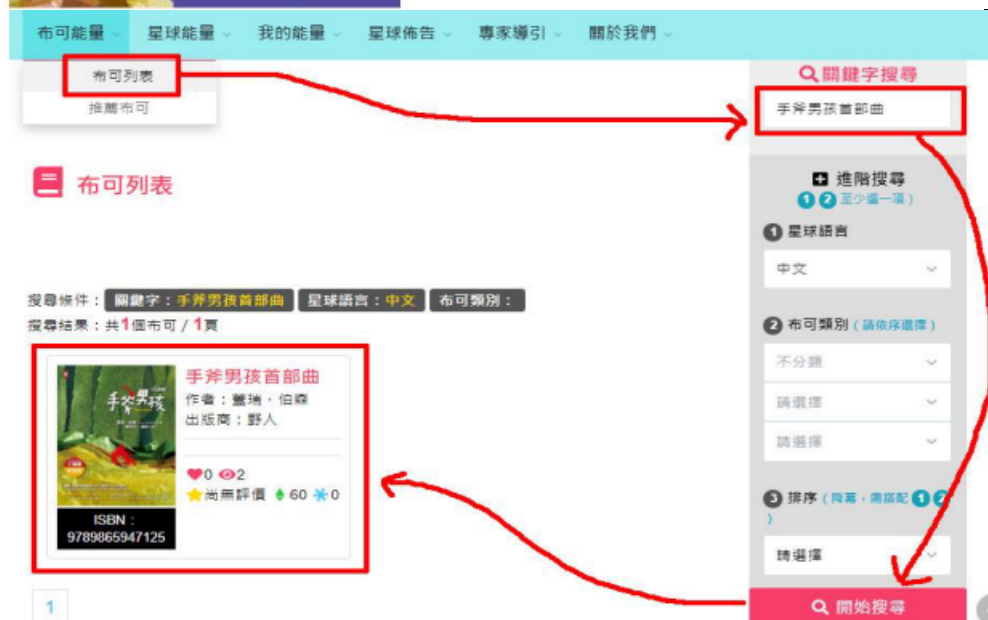 布可能量 星球能量 我的能量 星球佈告 專家導引 關於我們
布可列表
推薦布可
關鍵字搜尋
手斧男孩首部曲
布可列表
進階搜尋
1 2 至少選一項)
1 星球語言
中文
搜尋條件: 關鍵字:手斧男孩首部曲 星球語言:中文 布可類別:
搜尋結果:共1個布可 / 1頁
2 布可類別(請依序選擇)
不分類
請選擇
請選擇
手斧男孩
手斧男孩首部曲
作者:蓋瑞・伯森
出版商:野人
0 2
尚無評價 60 0
ISBN :
9789865947125
3 排序(降冪,需搭配 1 2
)
請選擇
1
開始搜尋